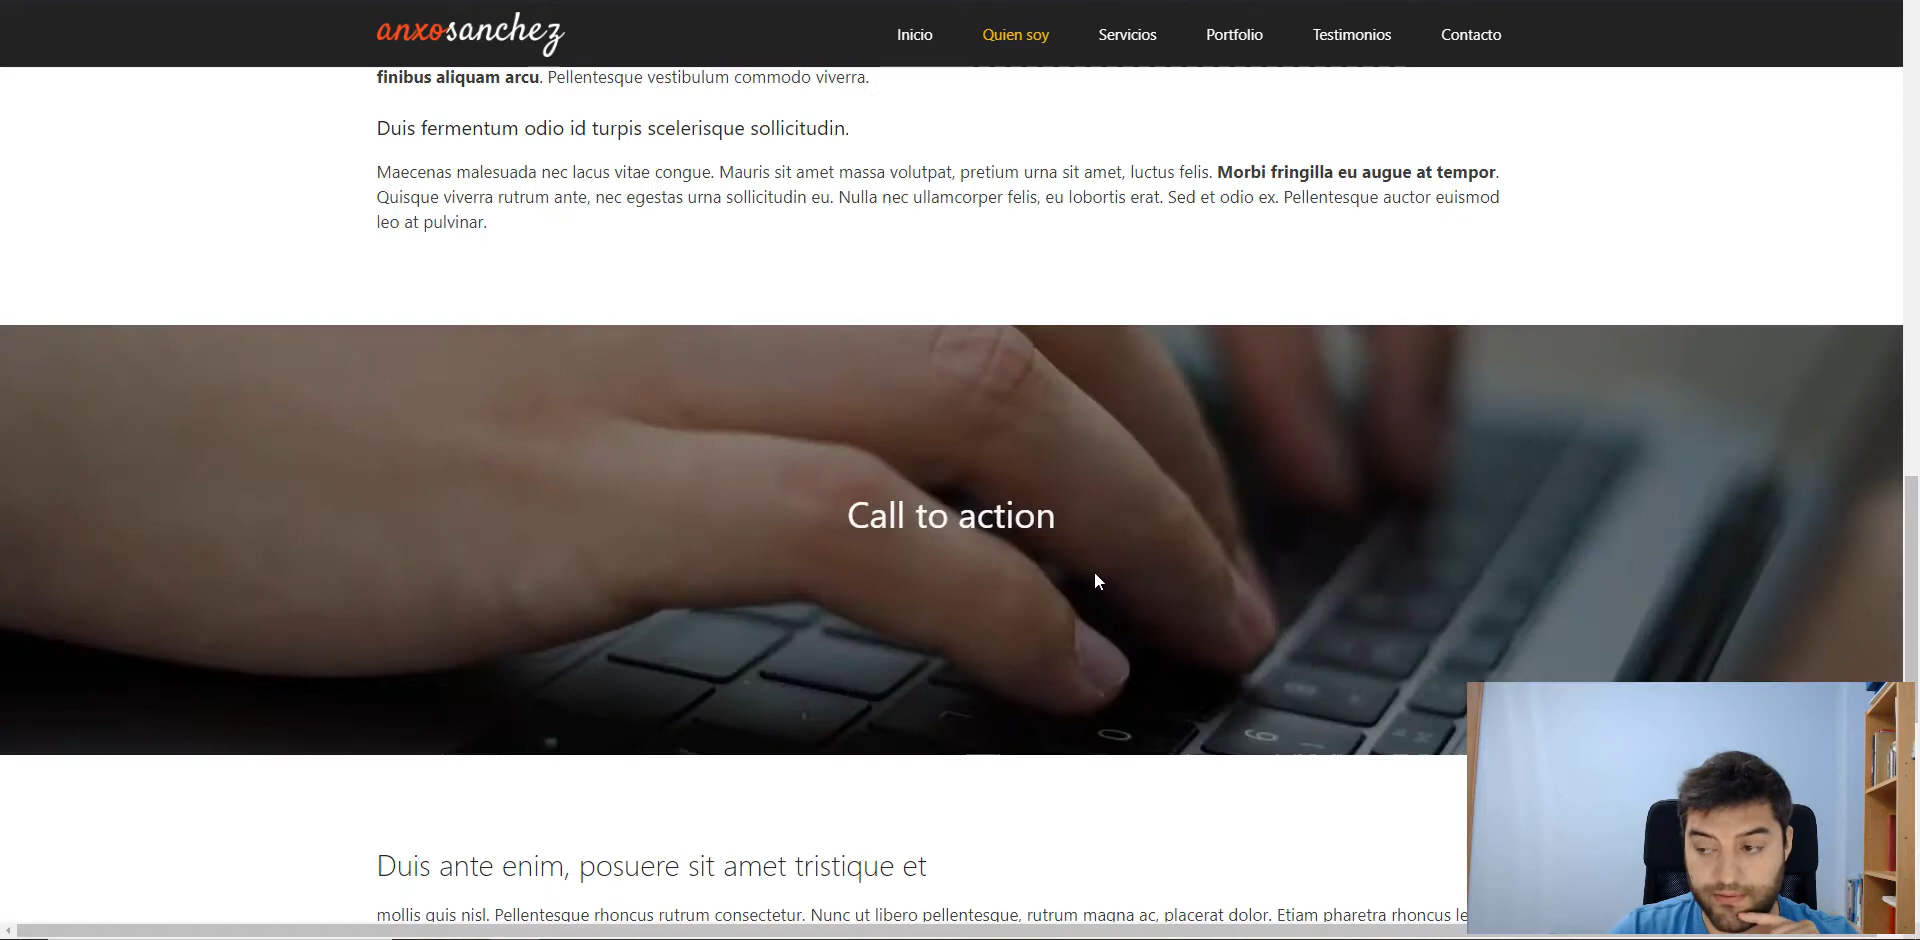 anxosanchez
Inicio Quien soy Servicios Portfolio Testimonios Contacto
finibus aliquam arcu. Pellentesque vestibulum commodo viverra.
Duis fermentum odio id turpis scelerisque sollicitudin.
Maecenas malesuada nec lacus vitae congue. Mauris sit amet massa volutpat, pretium urna sit amet, luctus felis. Morbi fringilla eu augue at tempor.
Quisque viverra rutrum ante, nec egestas urna sollicitudin eu. Nulla nec ullamcorper felis, eu lobortis erat. Sed et odio ex. Pellentesque auctor euismod
leo at pulvinar.
Call to action
Duis ante enim, posuere sit amet tristique et
mollis quis nisl. Pellentesque rhoncus rutrum consectetur. Nunc ut libero pellentesque, rutrum magna ac, placerat dolor. Etiam pharetra rhoncus